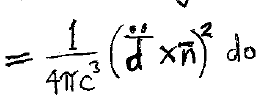 = 1/(4πc³) (d̈ × n̄)² do